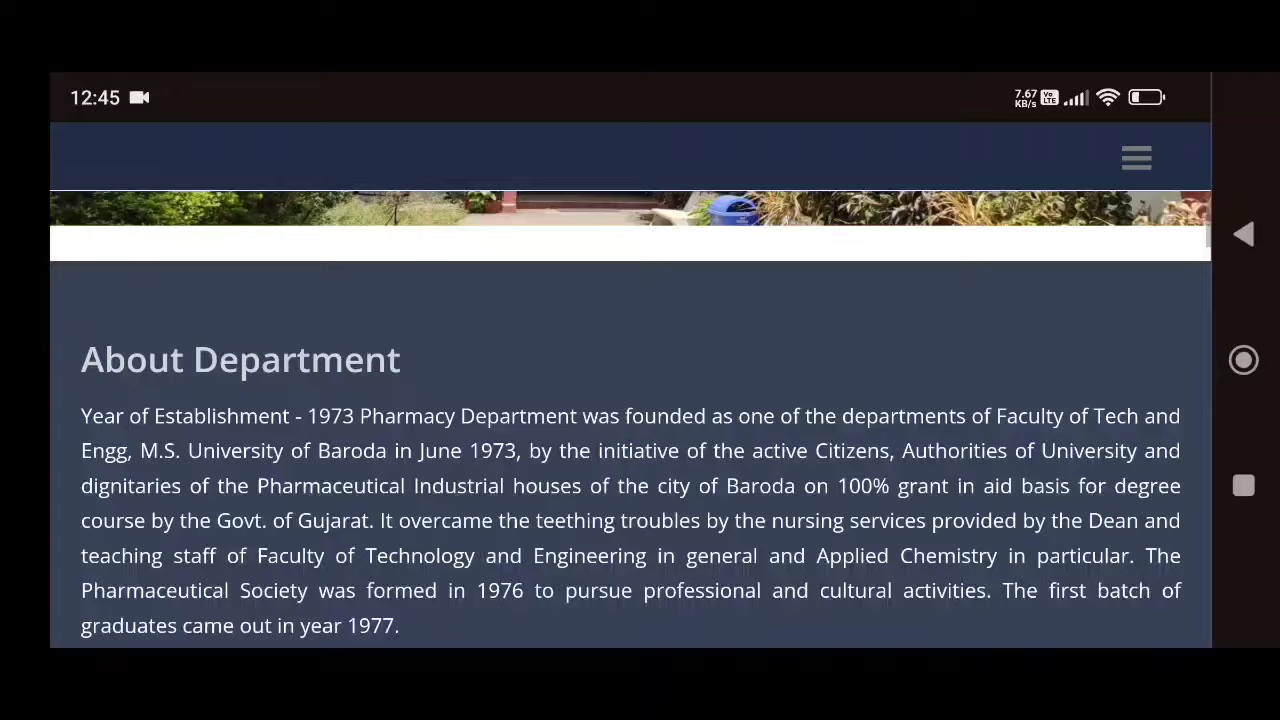 12:45
7.67
KB/s
Vo
LTE
About Department
Year of Establishment - 1973 Pharmacy Department was founded as one of the departments of Faculty of Tech and
Engg, M.S. University of Baroda in June 1973, by the initiative of the active Citizens, Authorities of University and
dignitaries of the Pharmaceutical Industrial houses of the city of Baroda on 100% grant in aid basis for degree
course by the Govt. of Gujarat. It overcame the teething troubles by the nursing services provided by the Dean and
teaching staff of Faculty of Technology and Engineering in general and Applied Chemistry in particular. The
Pharmaceutical Society was formed in 1976 to pursue professional and cultural activities. The first batch of
graduates came out in year 1977.